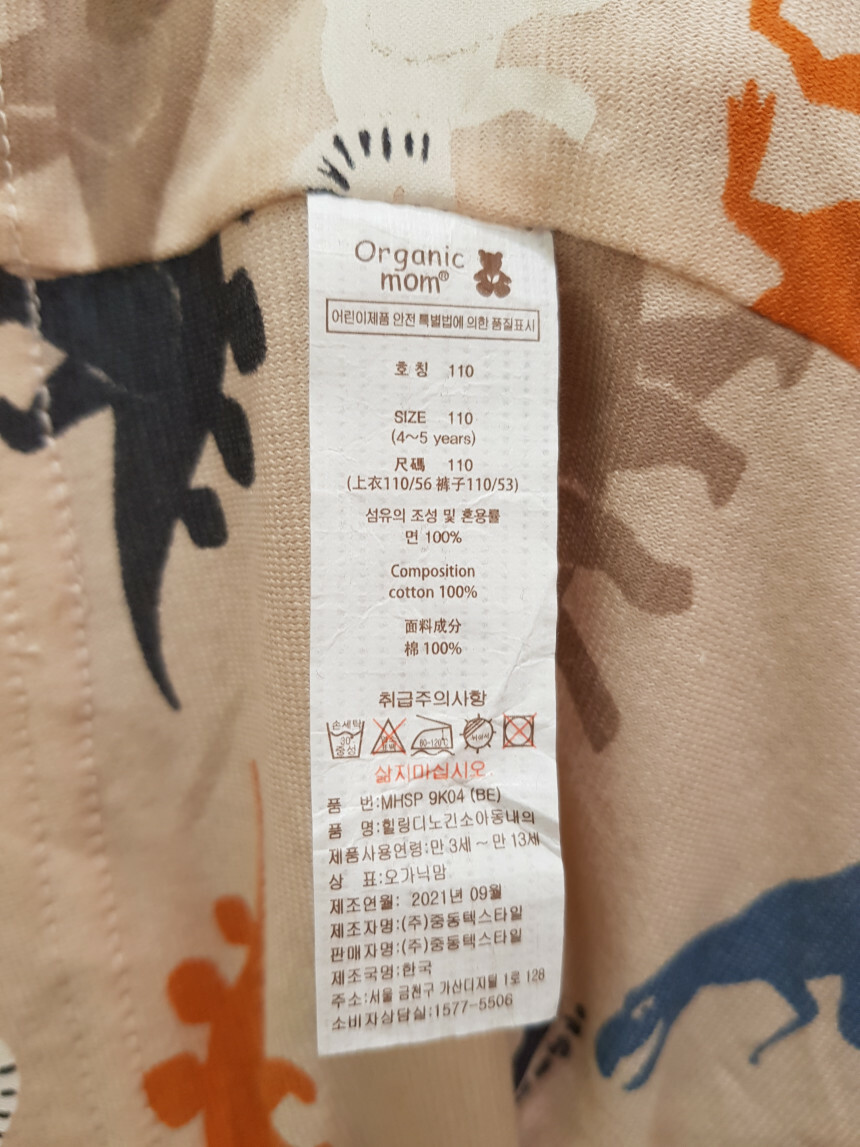 Organic
mom®
어린이제품 안전 특별법에 의한 품질표시
호 칭 110
SIZE 110
(4~5 years)
尺碼 110
(上衣110/56 裤子110/53)
섬유의 조성 및 혼용률
면 100%
Composition
cotton 100%
面料成分
棉 100%
취급주의사항
손세탁
30°
중성
80~120℃
삶지마십시오
품 번:MHSP 9K04 (BE)
품 명:힐링디노긴소아동내의
제품사용연령:만 3세 ~ 만 13세
상 표:오가닉맘
제조연월: 2021년 09월
제조자명:(주)중동텍스타일
판매자명:(주)중동텍스타일
제조국명:한국
주소:서울 금천구 가산디지털 1로 128
소비자상담실:1577-5506